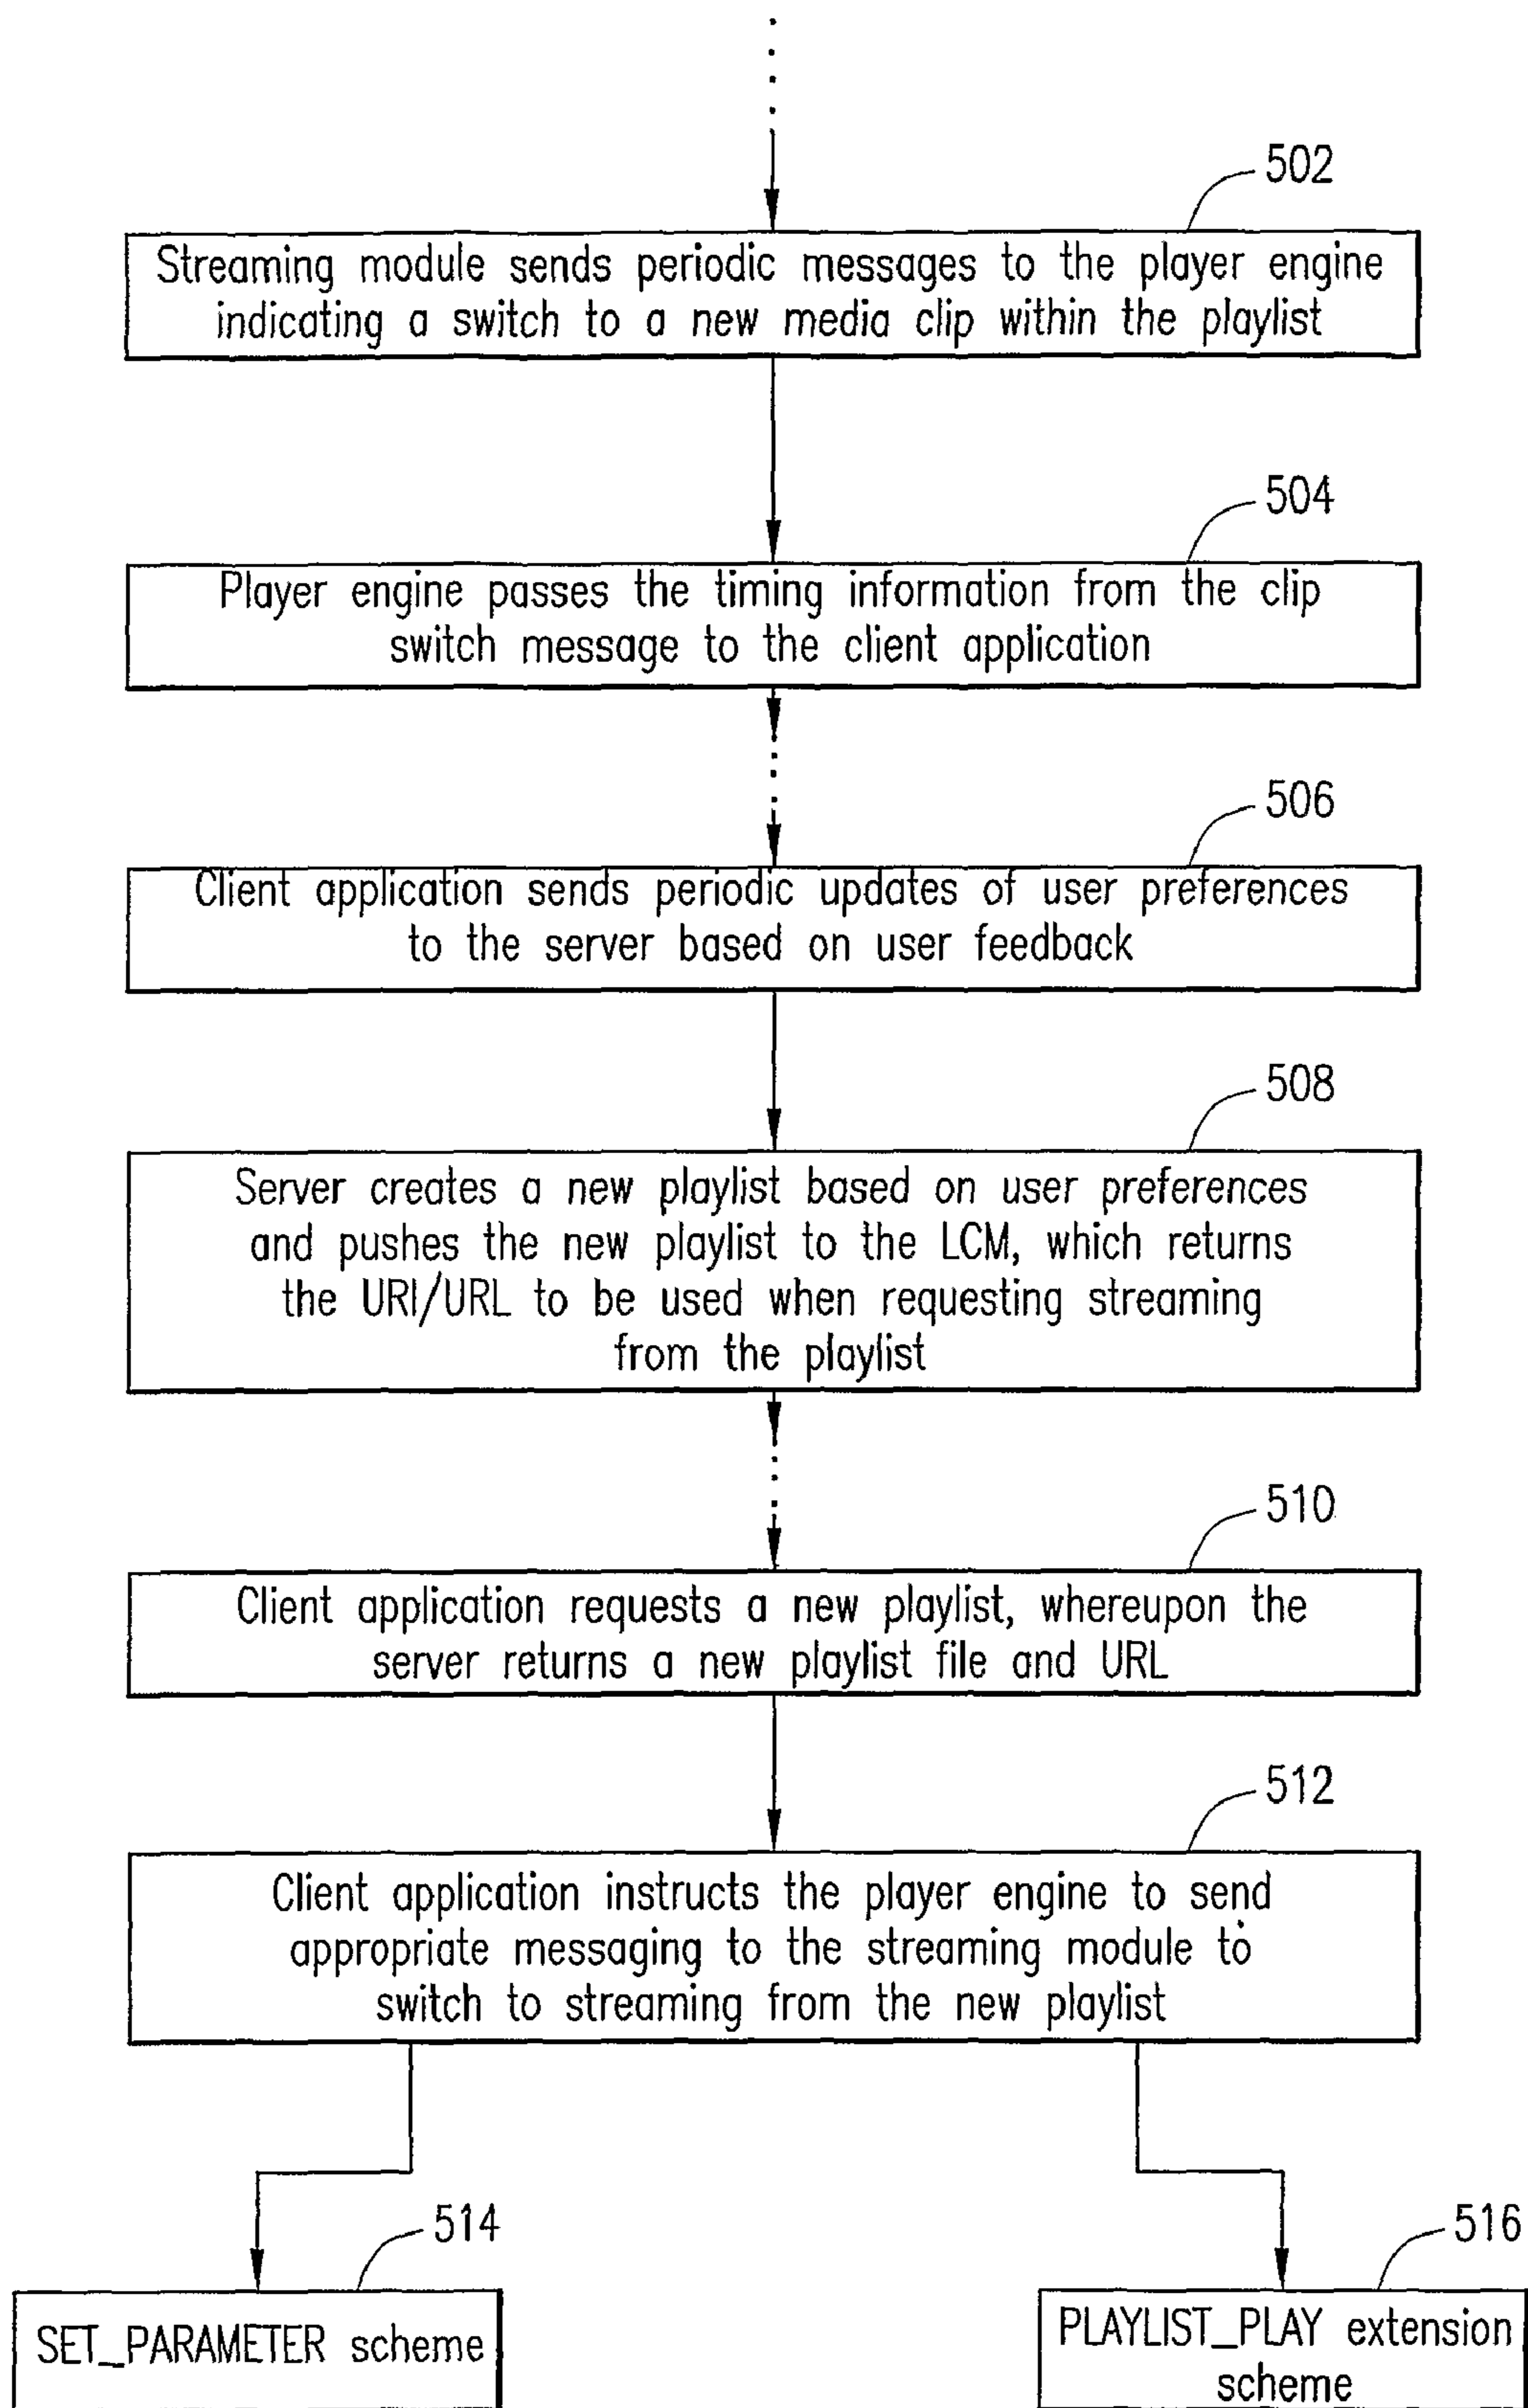 502
Streaming module sends periodic messages to the player engine
indicating a switch to a new media clip within the playlist
504
Player engine passes the timing information from the clip
switch message to the client application
506
Client application sends periodic updates of user preferences
to the server based on user feedback
508
Server creates a new playlist based on user preferences
and pushes the new playlist to the LCM, which returns
the URI/URL to be used when requesting streaming
from the playlist
510
Client application requests a new playlist, whereupon the
server returns a new playlist file and URL
512
Client application instructs the player engine to send
appropriate messaging to the streaming module to
switch to streaming from the new playlist
514
SET_PARAMETER scheme
516
PLAYLIST_PLAY extension
scheme